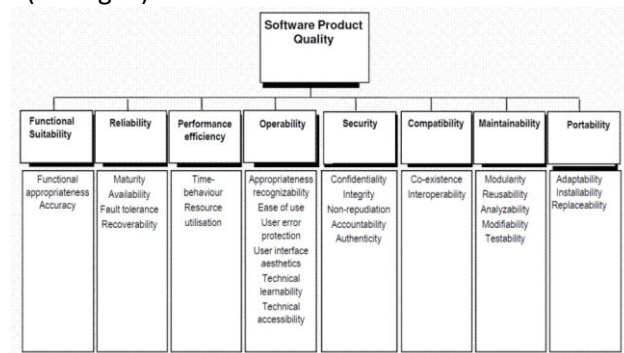 Software Product
Quality
Functional
Suitability
Reliability
Performance
efficiency
Operability
Security
Compatibility
Maintainability
Portability
Functional
appropriateness
Accuracy
Maturity
Availability
Fault tolerance
Recoverability
Time-
behaviour
Resource
utilisation
Appropriateness
recognizability
Ease of use
User error
protection
User interface
aesthetics
Technical
learnability
Technical
accessibility
Confidentiality
Integrity
Non-repudiation
Accountability
Authenticity
Co-existence
Interoperability
Modularity
Reusability
Analyzability
Modifiability
Testability
Adaptability
Installability
Replaceability